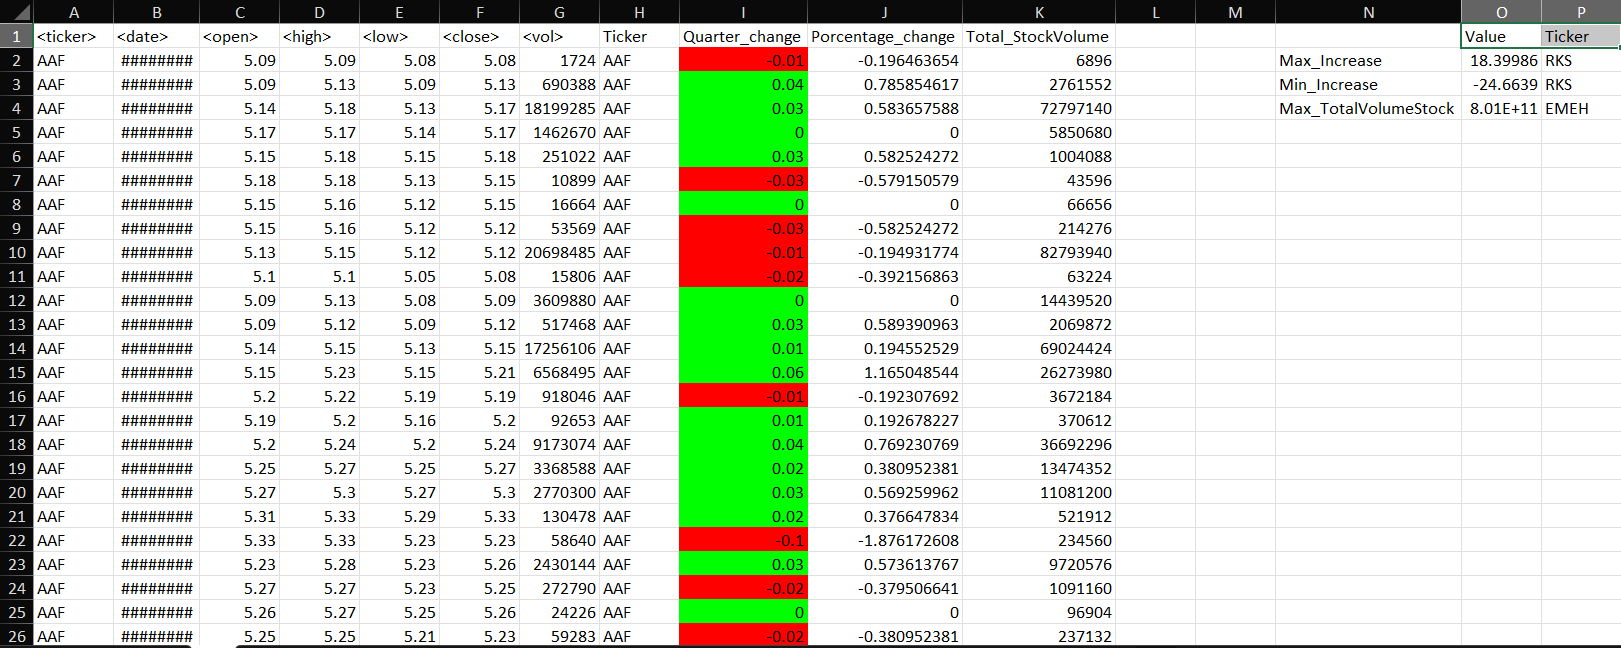 A B C D E F G H I J K L M N O P
1 <ticker> <date> <open> <high> <low> <close> <vol> Ticker Quarter_change Porcentage_change Total_StockVolume Value Ticker
2 AAF ######## 5.09 5.09 5.08 5.08 1724 AAF -0.01 -0.196463654 6896 Max_Increase 18.39986 RKS
3 AAF ######## 5.09 5.13 5.09 5.13 690388 AAF 0.04 0.785854617 2761552 Min_Increase -24.6639 RKS
4 AAF ######## 5.14 5.18 5.13 5.17 18199285 AAF 0.03 0.583657588 72797140 Max_TotalVolumeStock 8.01E+11 EMEH
5 AAF ######## 5.17 5.17 5.14 5.17 1462670 AAF 0 0 5850680
6 AAF ######## 5.15 5.18 5.15 5.18 251022 AAF 0.03 0.582524272 1004088
7 AAF ######## 5.18 5.18 5.13 5.15 10899 AAF -0.03 -0.579150579 43596
8 AAF ######## 5.15 5.16 5.12 5.15 16664 AAF 0 0 66656
9 AAF ######## 5.15 5.16 5.12 5.12 53569 AAF -0.03 -0.582524272 214276
10 AAF ######## 5.13 5.15 5.12 5.12 20698485 AAF -0.01 -0.194931774 82793940
11 AAF ######## 5.1 5.1 5.05 5.08 15806 AAF -0.02 -0.392156863 63224
12 AAF ######## 5.09 5.13 5.08 5.09 3609880 AAF 0 0 14439520
13 AAF ######## 5.09 5.12 5.09 5.12 517468 AAF 0.03 0.589390963 2069872
14 AAF ######## 5.14 5.15 5.13 5.15 17256106 AAF 0.01 0.194552529 69024424
15 AAF ######## 5.15 5.23 5.15 5.21 6568495 AAF 0.06 1.165048544 26273980
16 AAF ######## 5.2 5.22 5.19 5.19 918046 AAF -0.01 -0.192307692 3672184
17 AAF ######## 5.19 5.2 5.16 5.2 92653 AAF 0.01 0.192678227 370612
18 AAF ######## 5.2 5.24 5.2 5.24 9173074 AAF 0.04 0.769230769 36692296
19 AAF ######## 5.25 5.27 5.25 5.27 3368588 AAF 0.02 0.380952381 13474352
20 AAF ######## 5.27 5.3 5.27 5.3 2770300 AAF 0.03 0.569259962 11081200
21 AAF ######## 5.31 5.33 5.29 5.33 130478 AAF 0.02 0.376647834 521912
22 AAF ######## 5.33 5.33 5.23 5.23 58640 AAF -0.1 -1.876172608 234560
23 AAF ######## 5.23 5.28 5.23 5.26 2430144 AAF 0.03 0.573613767 9720576
24 AAF ######## 5.27 5.27 5.23 5.25 272790 AAF -0.02 -0.379506641 1091160
25 AAF ######## 5.26 5.27 5.25 5.26 24226 AAF 0 0 96904
26 AAF ######## 5.25 5.25 5.21 5.23 59283 AAF -0.02 -0.380952381 237132